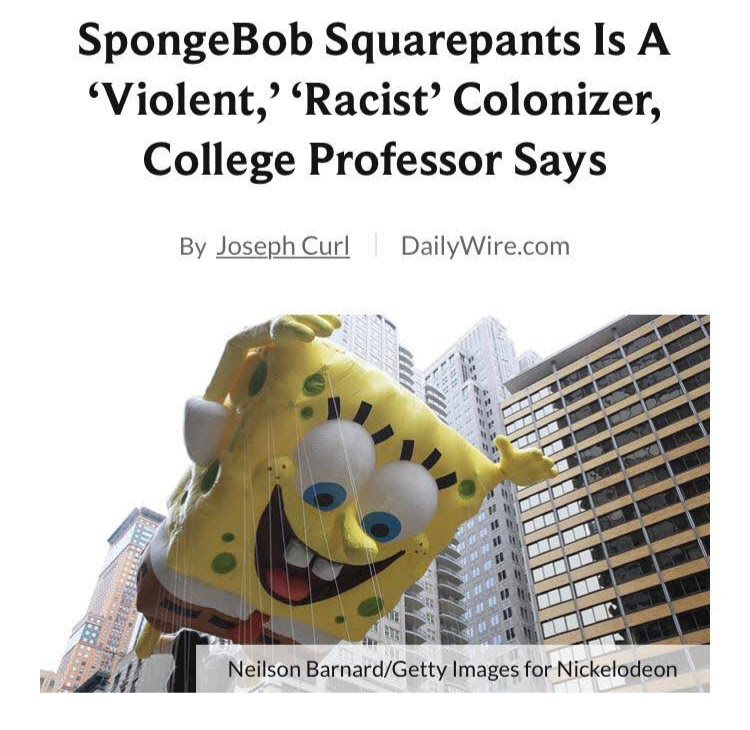 SpongeBob Squarepants Is A
‘Violent,’ ‘Racist’ Colonizer,
College Professor Says
By Joseph Curl | DailyWire.com
Neilson Barnard/Getty Images for Nickelodeon